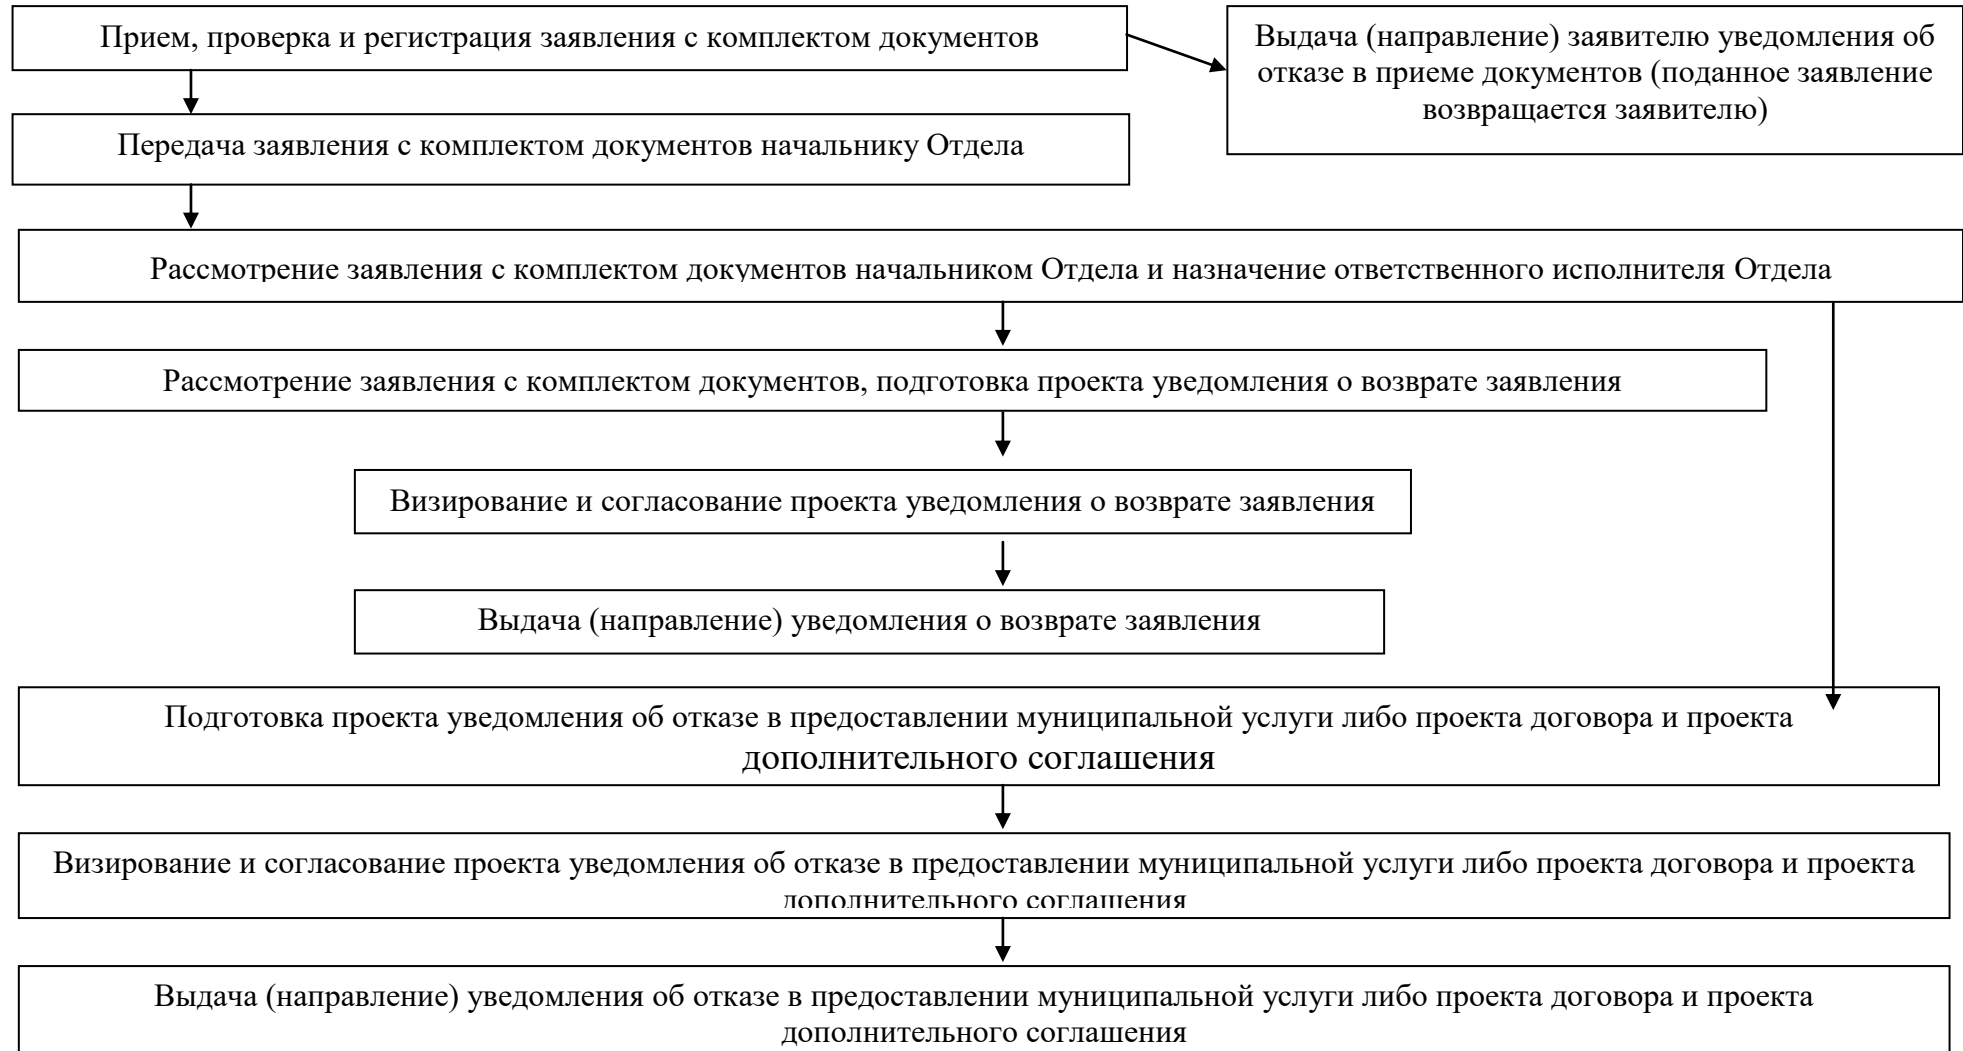 Прием, проверка и регистрация заявления с комплектом документов
Выдача (направление) заявителю уведомления об
отказе в приеме документов (поданное заявление
возвращается заявителю)
Передача заявления с комплектом документов начальнику Отдела
Рассмотрение заявления с комплектом документов начальником Отдела и назначение ответственного исполнителя Отдела
Рассмотрение заявления с комплектом документов, подготовка проекта уведомления о возврате заявления
Визирование и согласование проекта уведомления о возврате заявления
Выдача (направление) уведомления о возврате заявления
Подготовка проекта уведомления об отказе в предоставлении муниципальной услуги либо проекта договора и проекта
дополнительного соглашения
Визирование и согласование проекта уведомления об отказе в предоставлении муниципальной услуги либо проекта договора и проекта
дополнительного соглашения
Выдача (направление) уведомления об отказе в предоставлении муниципальной услуги либо проекта договора и проекта
дополнительного соглашения